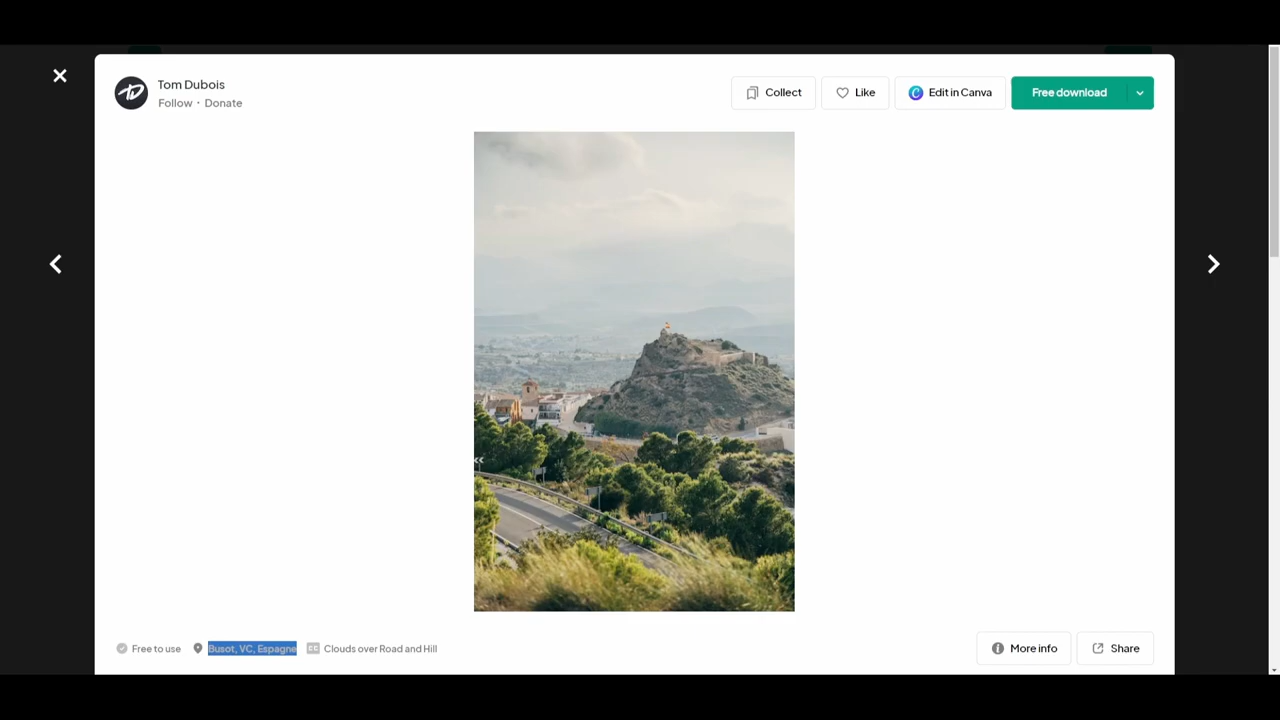 Tom Dubois
Follow • Donate
Collect
Like
Edit in Canva
Free download
Free to use
Busot, VC, Espagne
Clouds over Road and Hill
More info
Share